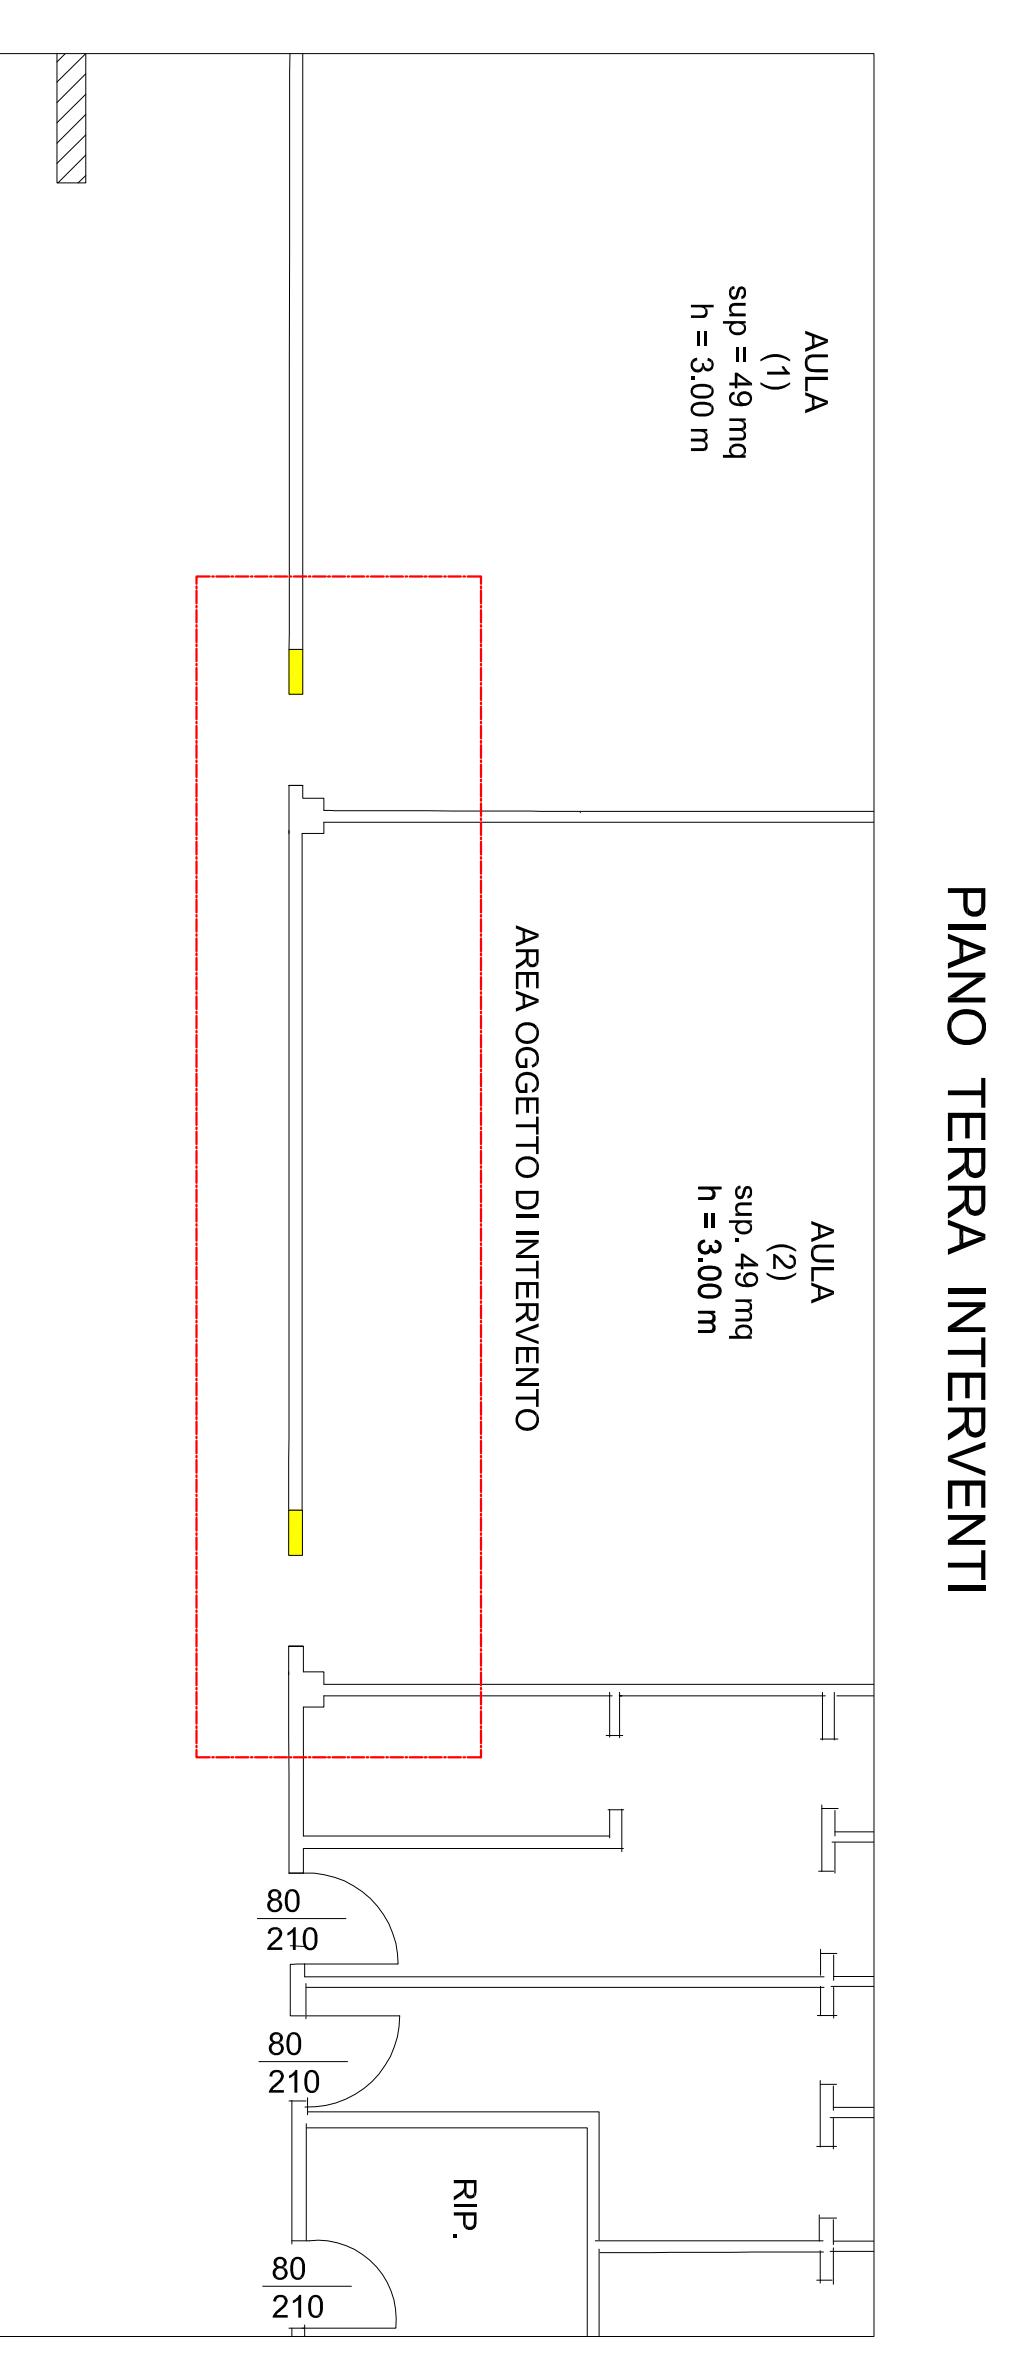 PIANO TERRA INTERVENTI
AULA
(1)
sup = 49 mq
h = 3.00 m
AULA
(2)
sup. 49 mq
h = 3.00 m
AREA OGGETTO DI INTERVENTO
80
210
80
210
RIP.
80
210